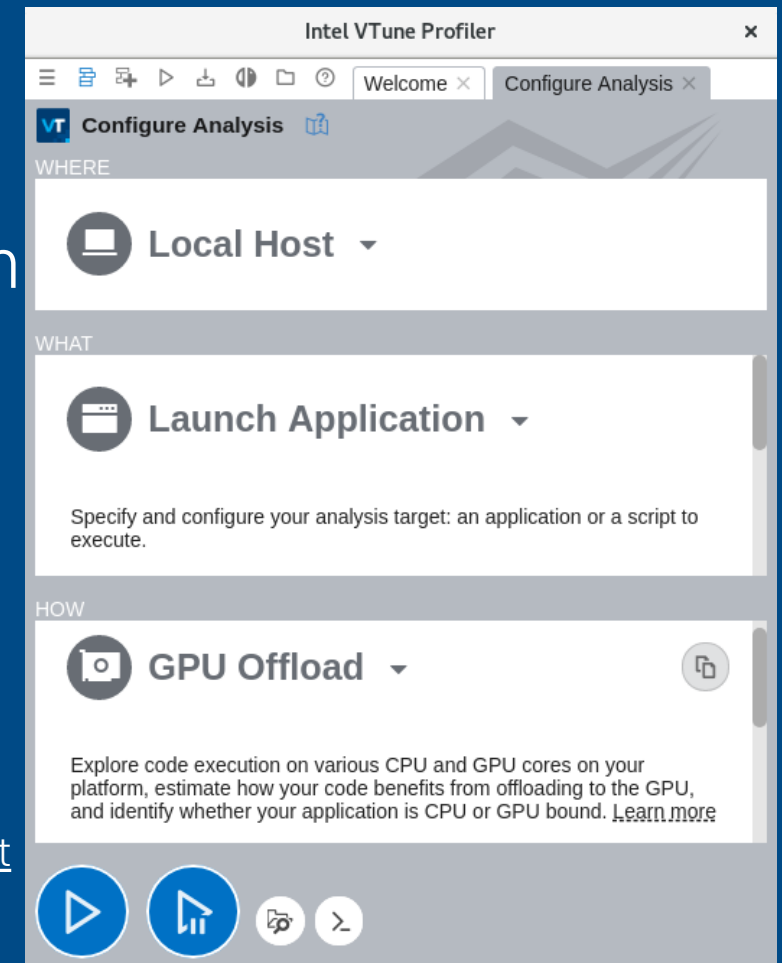 Intel VTune Profiler
Welcome
Configure Analysis
VT Configure Analysis
WHERE
Local Host
WHAT
Launch Application
Specify and configure your analysis target: an application or a script to
execute.
HOW
GPU Offload
Explore code execution on various CPU and GPU cores on your
platform, estimate how your code benefits from offloading to the GPU,
and identify whether your application is CPU or GPU bound. Learn more